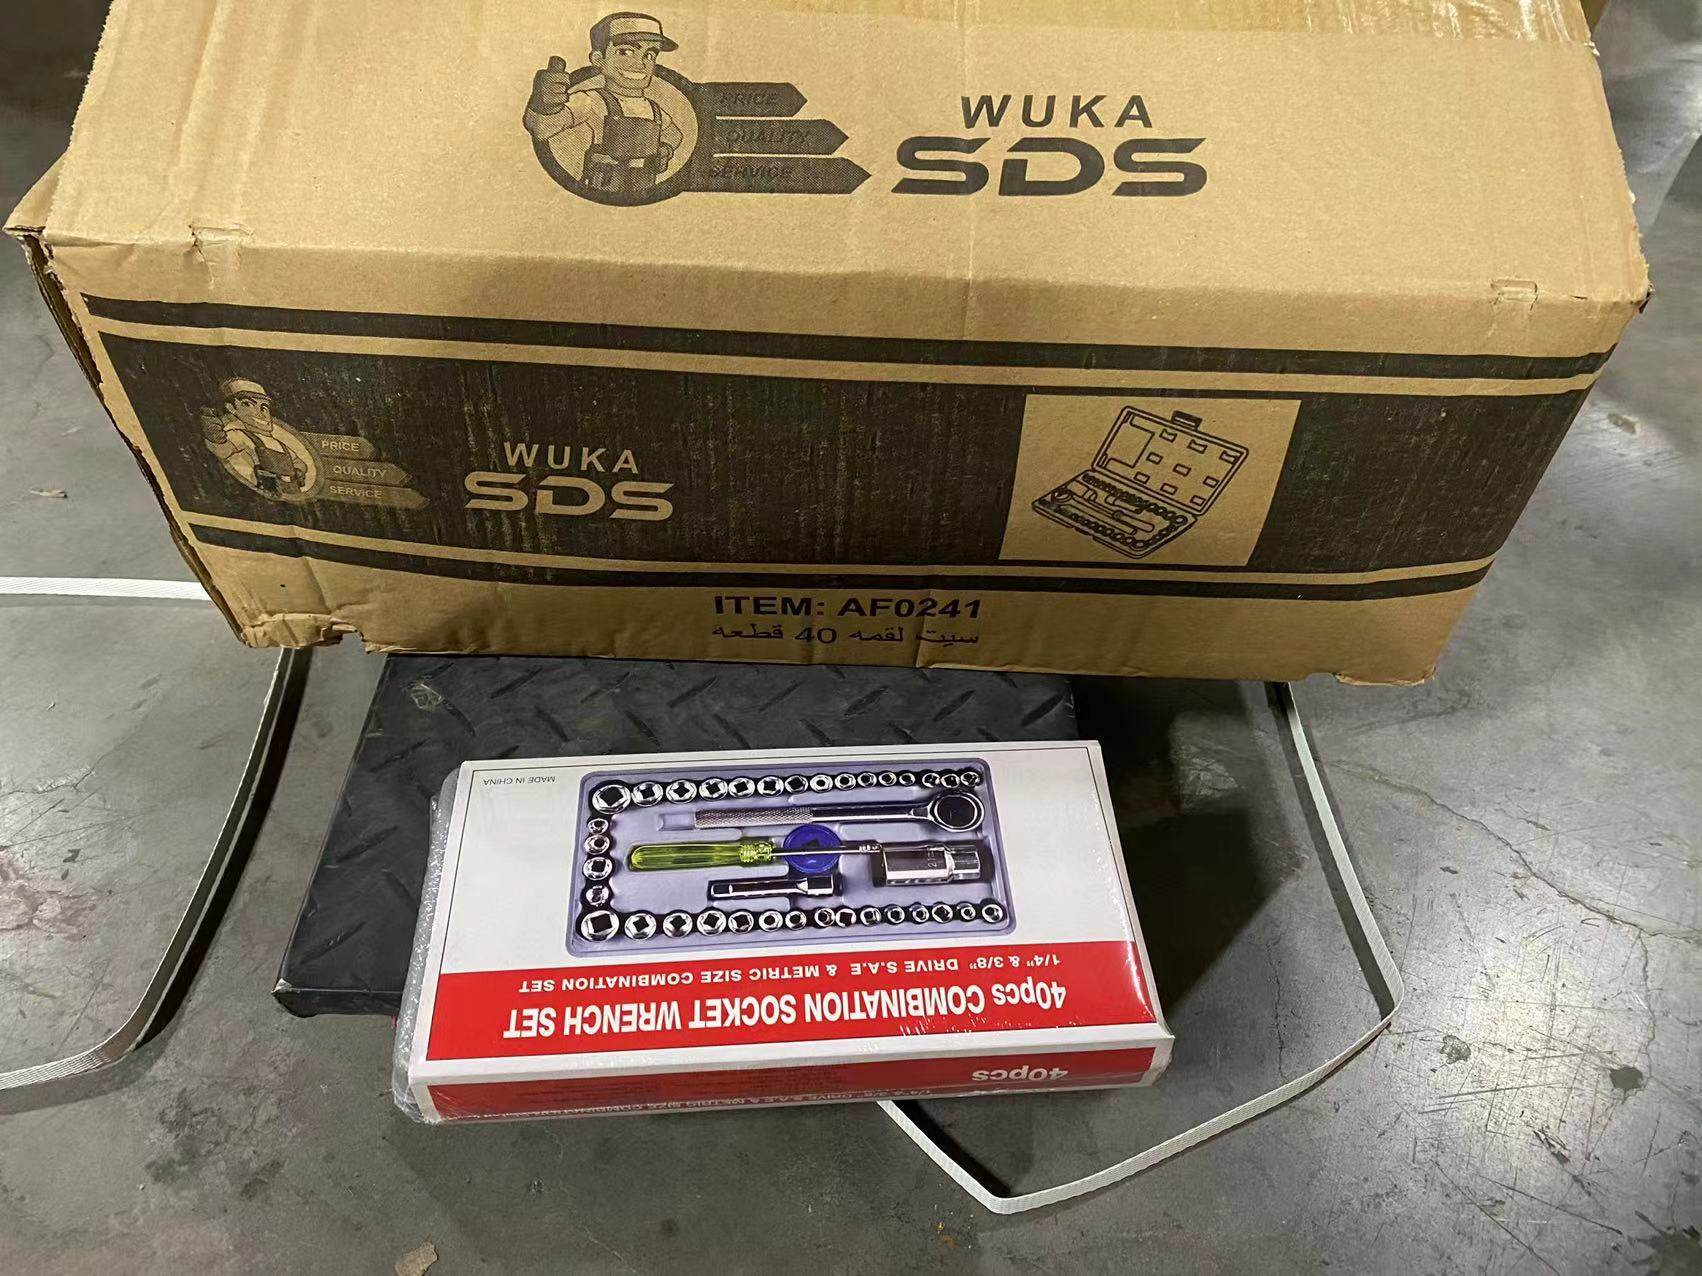 PRICE
QUALITY
SERVICE
WUKA
SDS
PRICE
QUALITY
SERVICE
WUKA
SDS
ITEM: AF0241
سيت لقمه 40 قطعه
40pcs
40pcs COMBINATION SOCKET WRENCH SET
1/4" & 3/8" DRIVE S.A.E & METRIC SIZE COMBINATION SET
MADE IN CHINA